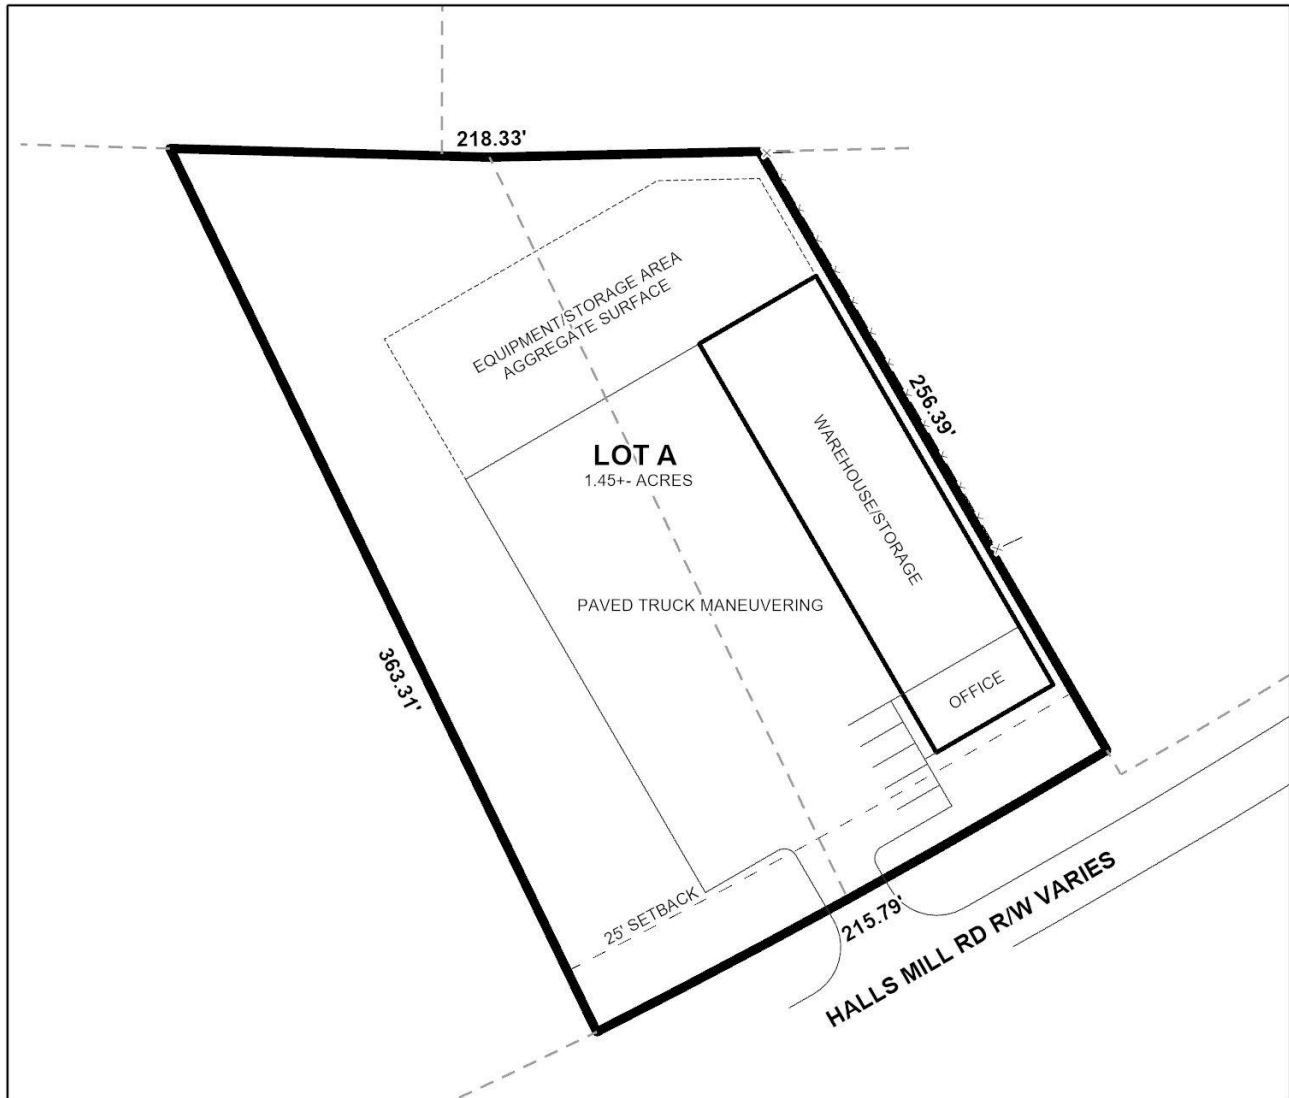 218.33'
EQUIPMENT/STORAGE AREA
AGGREGATE SURFACE
256.39'
LOT A
1.45+- ACRES
WAREHOUSE/STORAGE
PAVED TRUCK MANEUVERING
363.31'
OFFICE
25' SETBACK
215.79'
HALLS MILL RD R/W VARIES